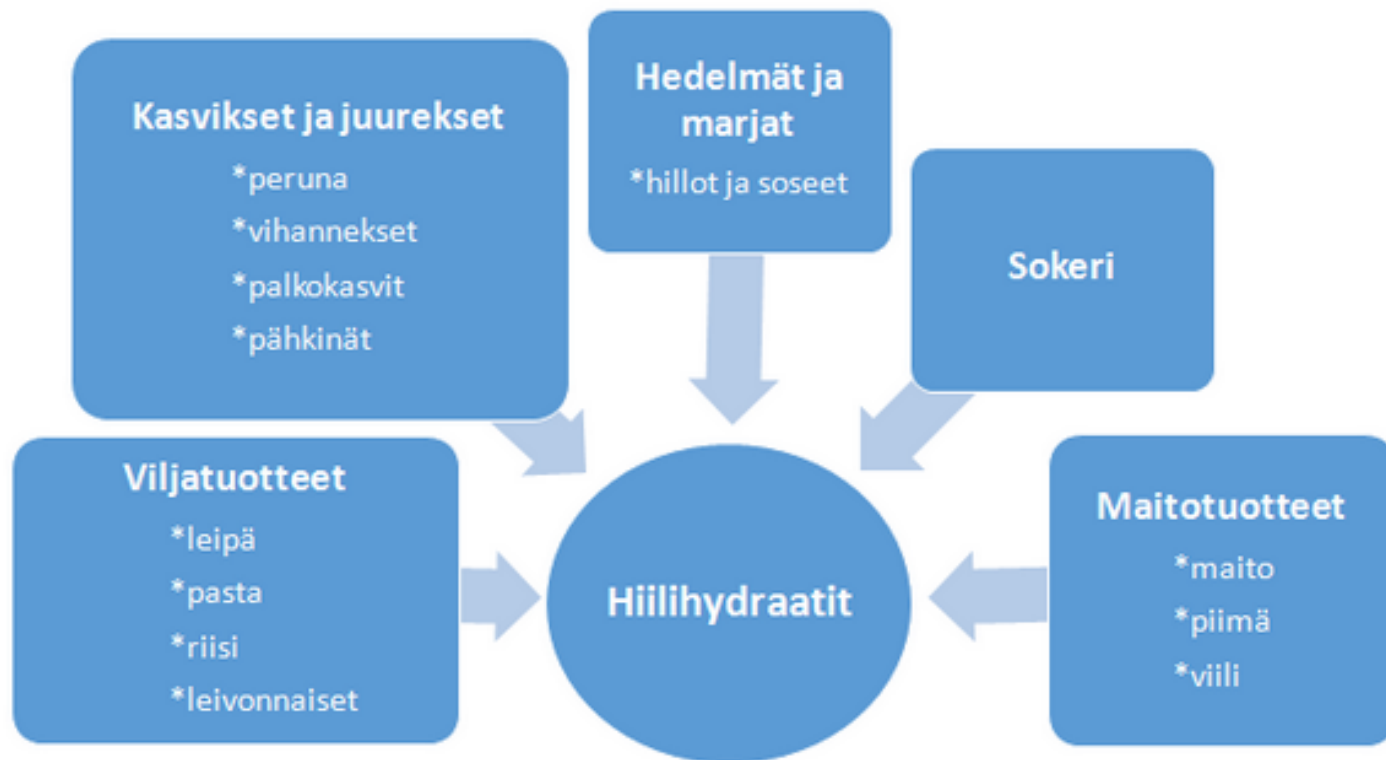 Kasvikset ja juurekset
*peruna
*vihannekset
*palkokasvit
*pähkinät
Hedelmät ja
marjat
*hillot ja soseet
Sokeri
Viljatuotteet
*leipä
*pasta
*riisi
*leivonnaiset
Hiilihydraatit
Maitotuotteet
*maito
*piimä
*viili